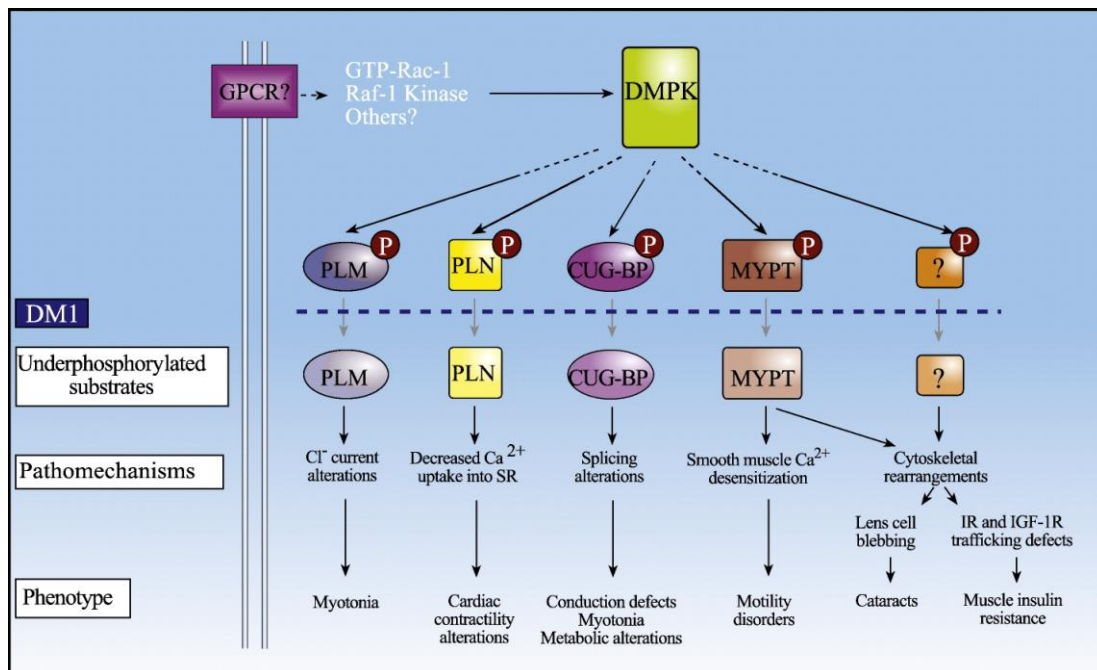 GPCR?
GTP-Rac-1
Raf-1 Kinase
Others?
DMPK
P
P
P
P
P
PLM
PLN
CUG-BP
MYPT
?
DM1
Underphosphorylated
substrates
PLM
PLN
CUG-BP
MYPT
?
Pathomechanisms
Cl⁻ current
alterations
Decreased Ca 2+
uptake into SR
Splicing
alterations
Smooth muscle Ca2+
desensitization
Cytoskeletal
rearrangements
Lens cell
blebbing
IR and IGF-1R
trafficking defects
Phenotype
Myotonia
Cardiac
contractility
alterations
Conduction defects
Myotonia
Metabolic alterations
Motility
disorders
Cataracts
Muscle insulin
resistance